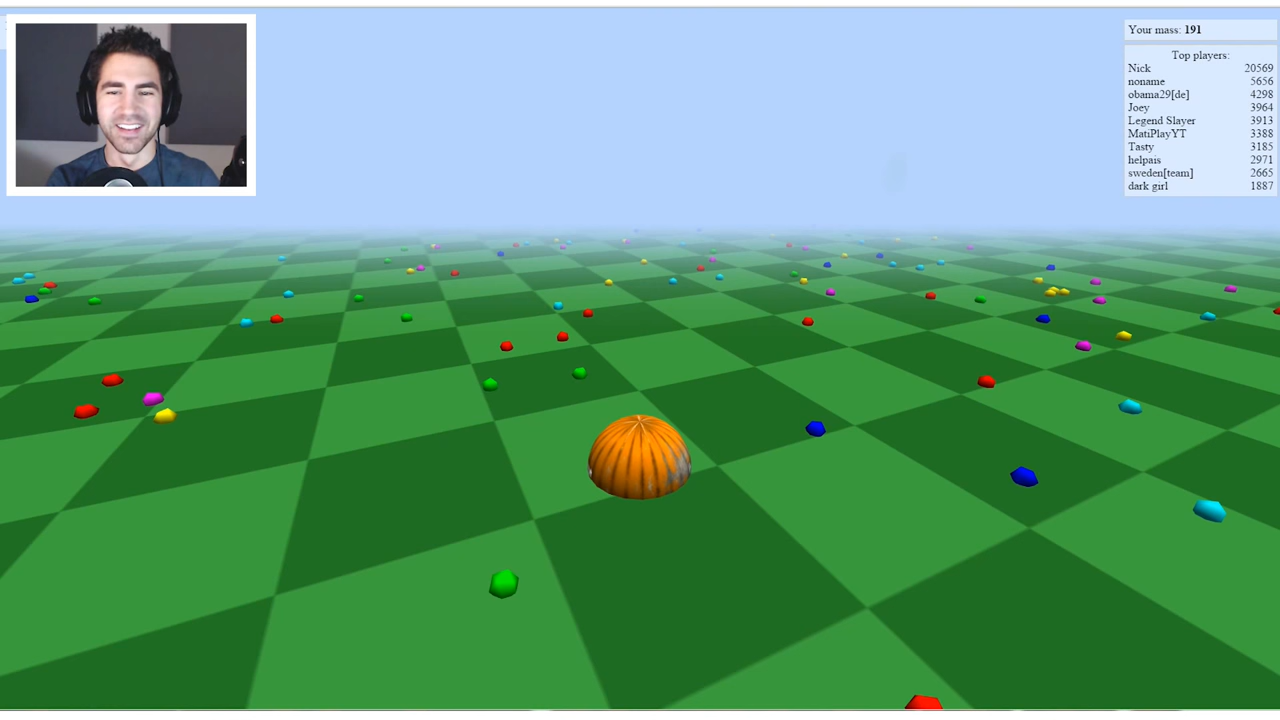 Your mass: 191
Top players:
Nick 20569
noname 5656
obama29[de] 4298
Joey 3964
Legend Slayer 3913
MatiPlayYT 3388
Tasty 3185
helpais 2971
sweden[team] 2665
dark girl 1887